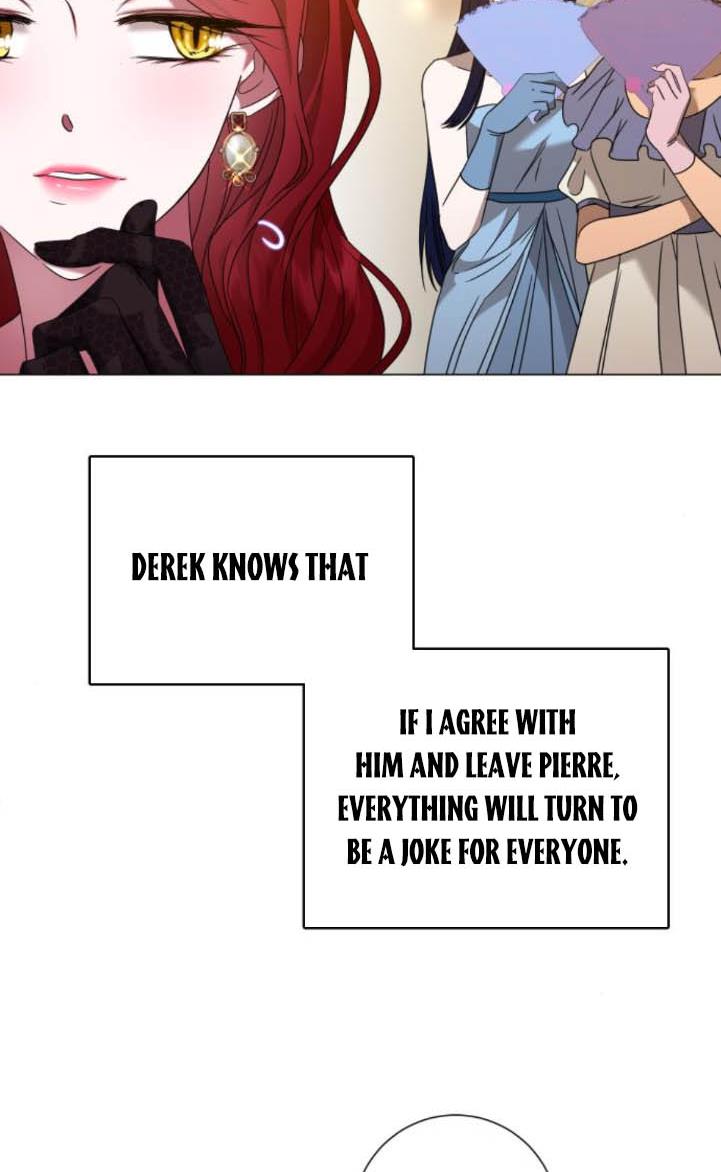 DEREK KNOWS THAT
IF I AGREE WITH
HIM AND LEAVE PIERRE,
EVERYTHING WILL TURN TO
BE A JOKE FOR EVERYONE.